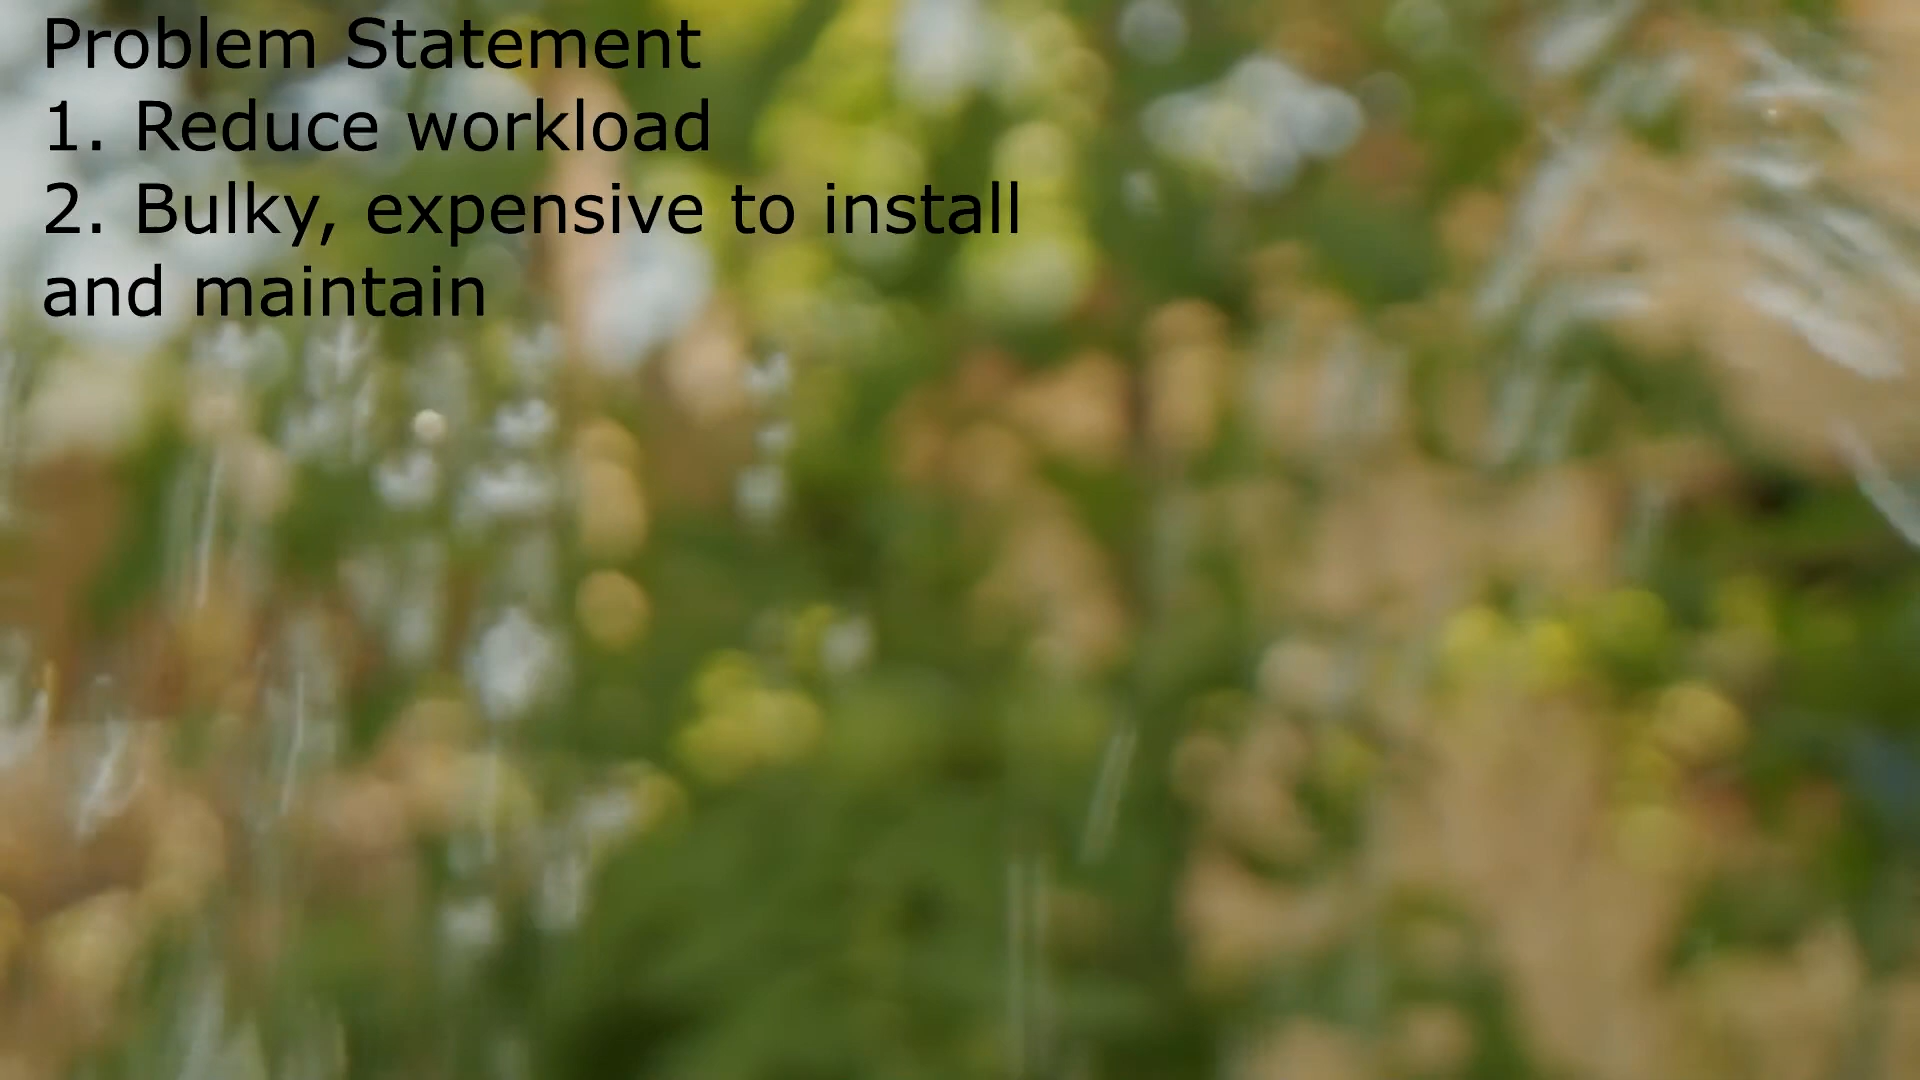 Problem Statement
1. Reduce workload
2. Bulky, expensive to install
and maintain